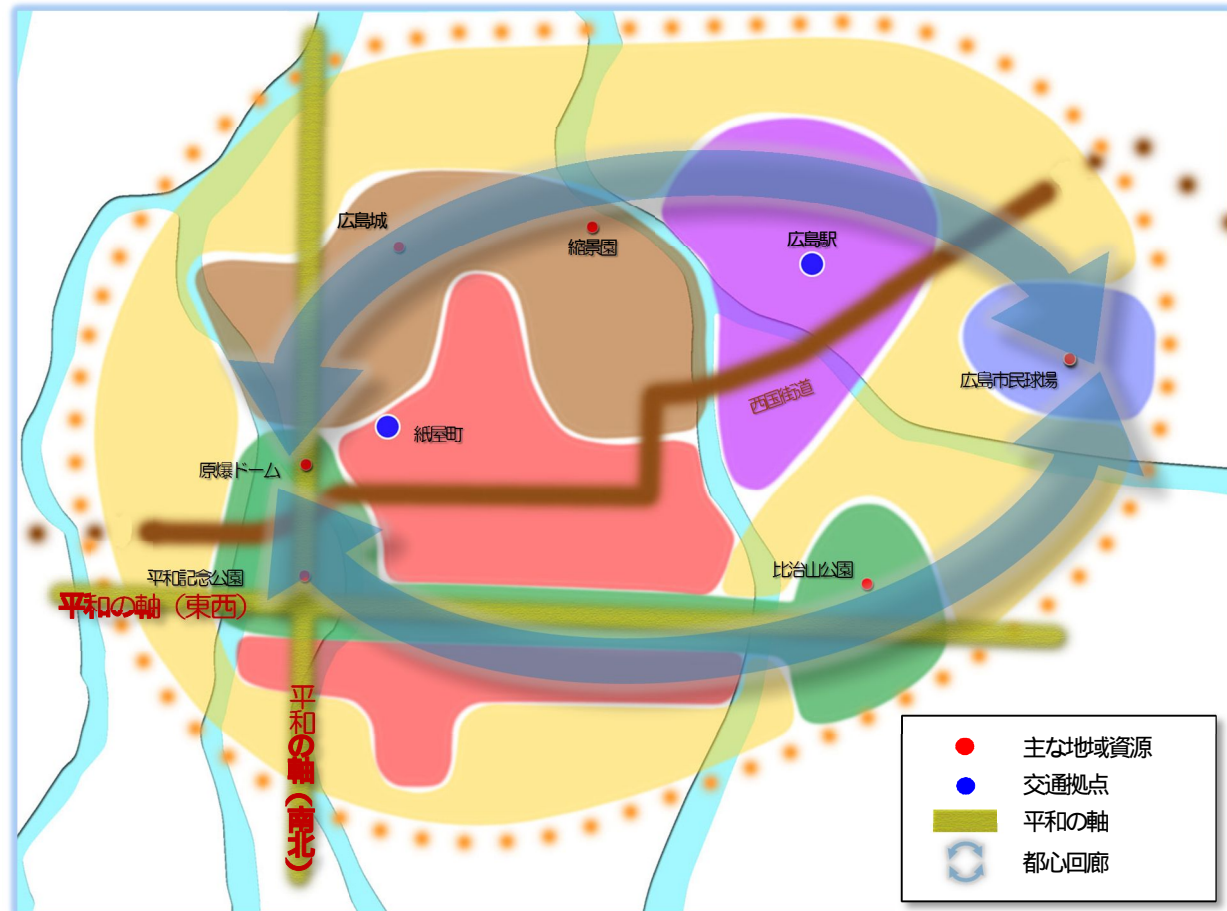 広島城
縮景園
広島駅
広島市民球場
西国街道
紙屋町
原爆ドーム
平和記念公園
比治山公園
平和の軸（東西）
平和の軸（南北）
主な地域資源
交通拠点
平和の軸
都心回廊